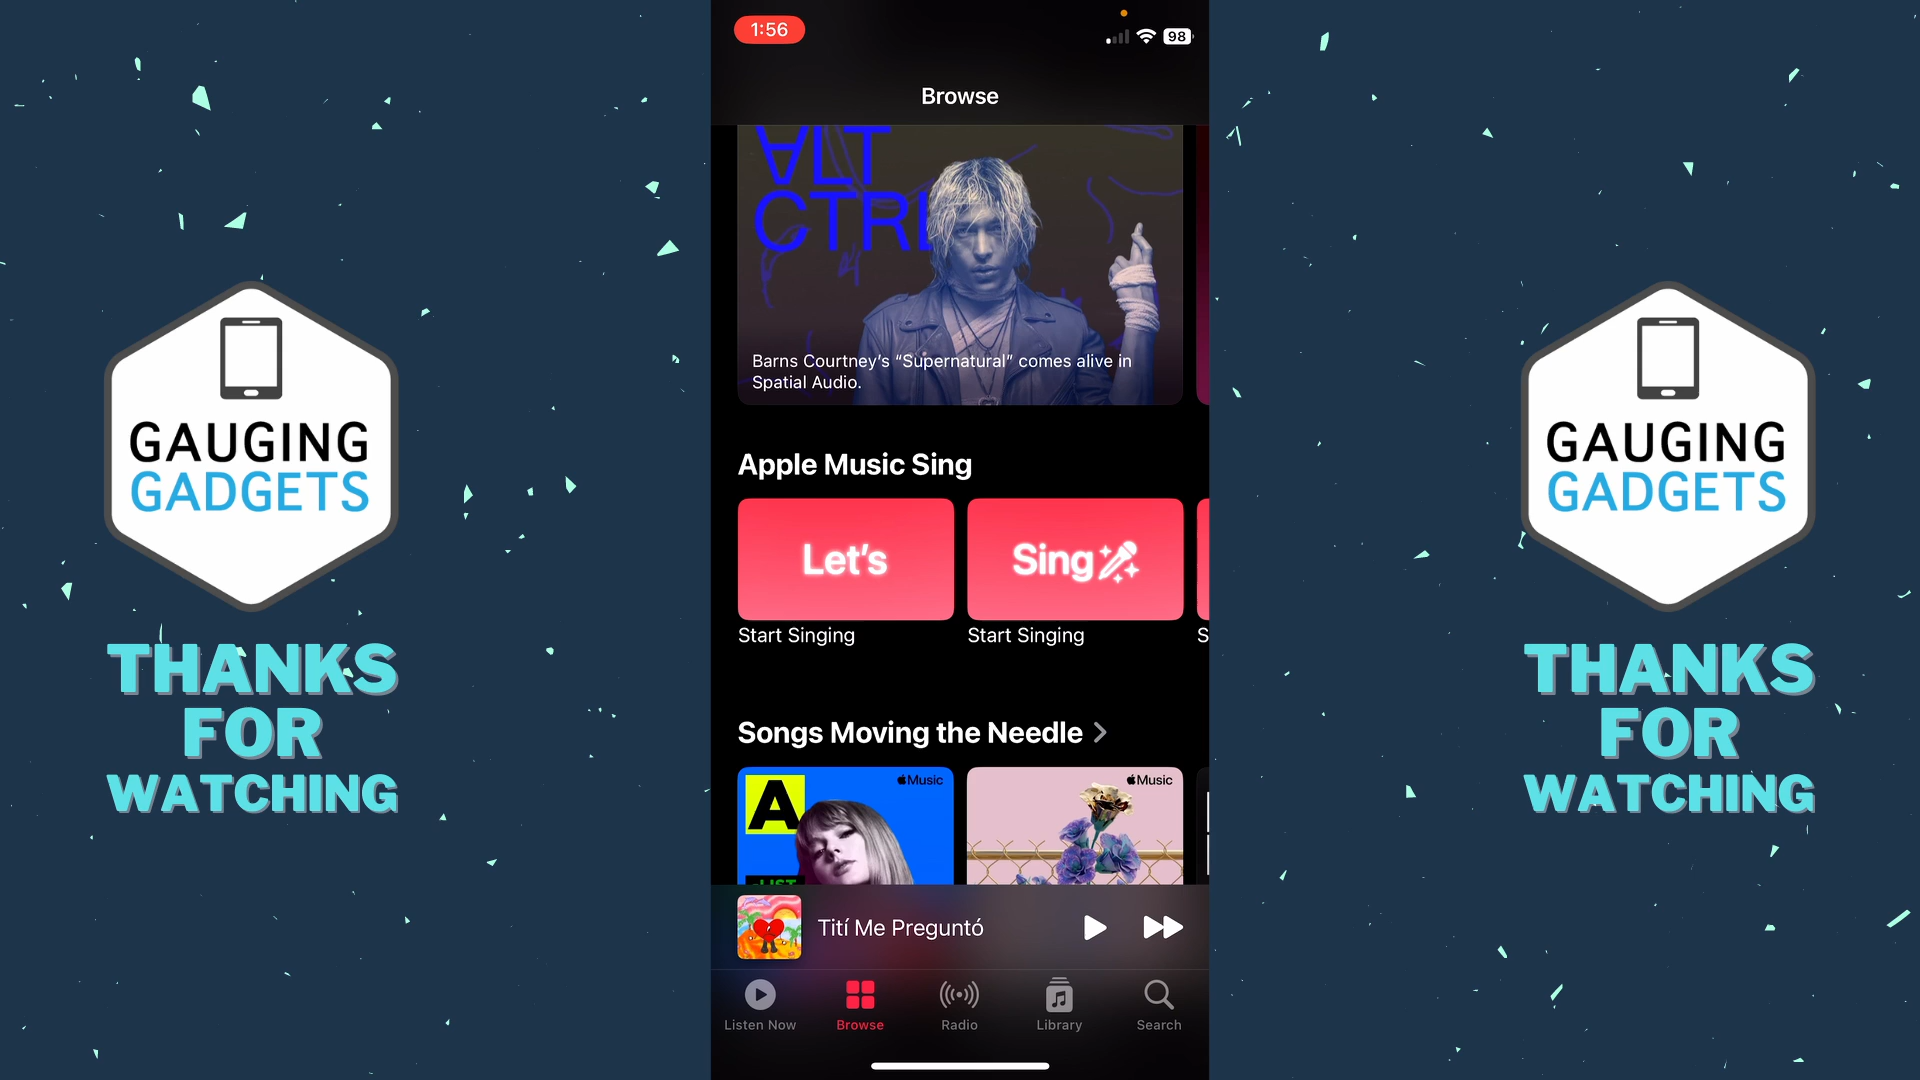 GAUGING
GADGETS
THANKS
FOR
WATCHING
1:56
98
Browse
ALT
CTRL
Barns Courtney's “Supernatural” comes alive in
Spatial Audio.
Apple Music Sing
Let's
Sing
Start Singing
Start Singing
S
Songs Moving the Needle
A
Music
Music
Tití Me Preguntó
Listen Now
Browse
Radio
Library
Search
GAUGING
GADGETS
THANKS
FOR
WATCHING